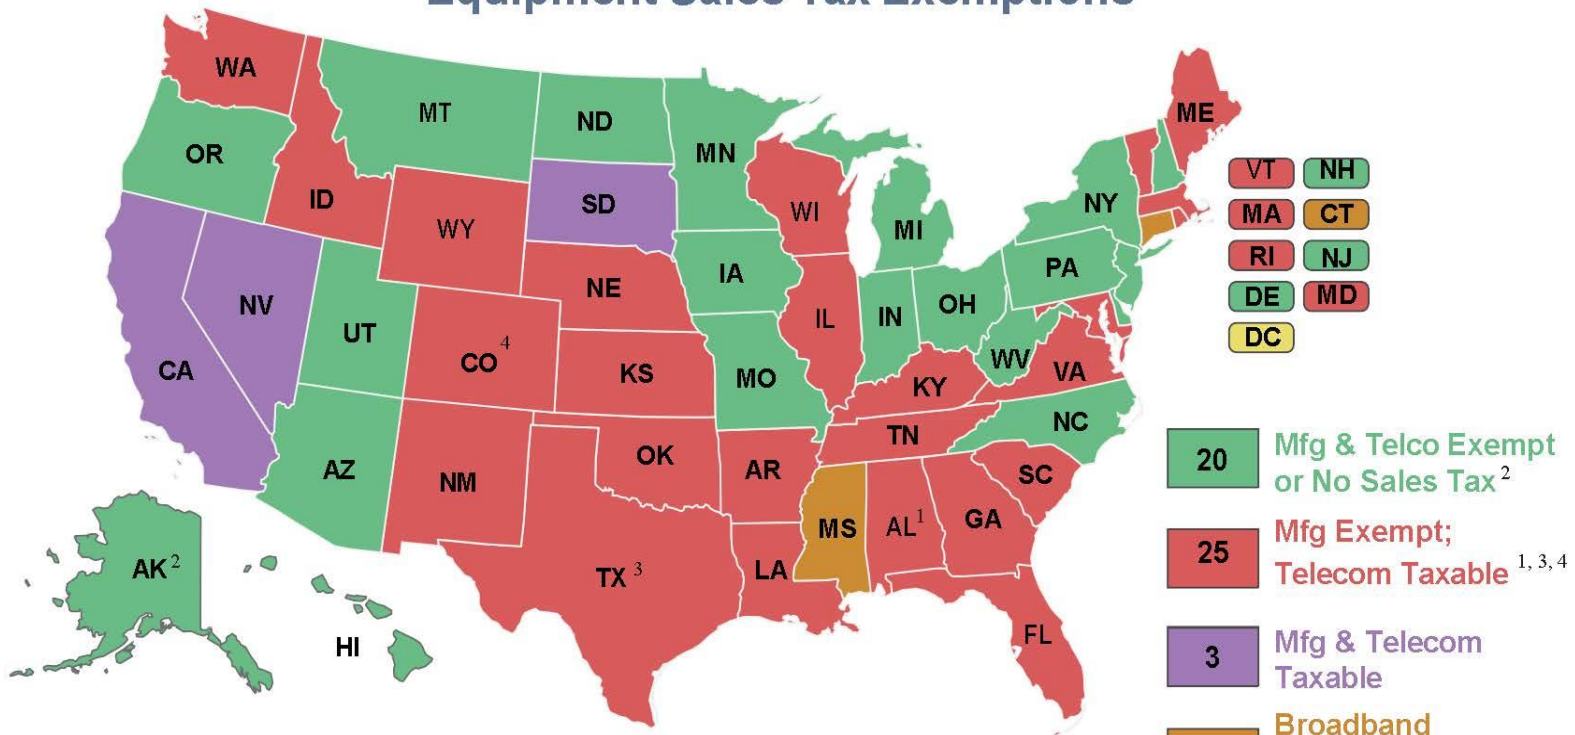 Equipment Sales Tax Exemptions
WA
MT
ND
MN
ME
OR
ID
WY
SD
WI
MI
NY
VT NH
MA CT
RI NJ
DE MD
DC
NV
UT
CA
CO 4
NE
IA
IL
IN
OH
PA
WV
VA
KS
MO
KY
NC
TN
AZ
NM
OK
AR
SC
MS
AL 1
GA
TX 3
LA
FL
AK 2
HI
20 Mfg & Telco Exempt
or No Sales Tax 2
25 Mfg Exempt;
Telecom Taxable 1, 3, 4
3 Mfg & Telecom
Taxable
Broadband